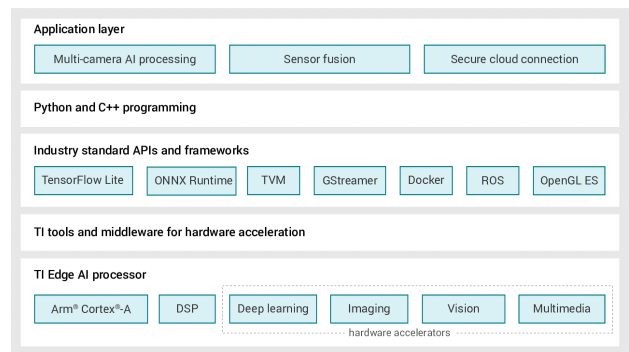 Application layer
Multi-camera AI processing
Sensor fusion
Secure cloud connection
Python and C++ programming
Industry standard APIs and frameworks
TensorFlow Lite
ONNX Runtime
TVM
GStreamer
Docker
ROS
OpenGL ES
TI tools and middleware for hardware acceleration
TI Edge AI processor
Arm® Cortex®-A
DSP
Deep learning
Imaging
Vision
Multimedia
hardware accelerators